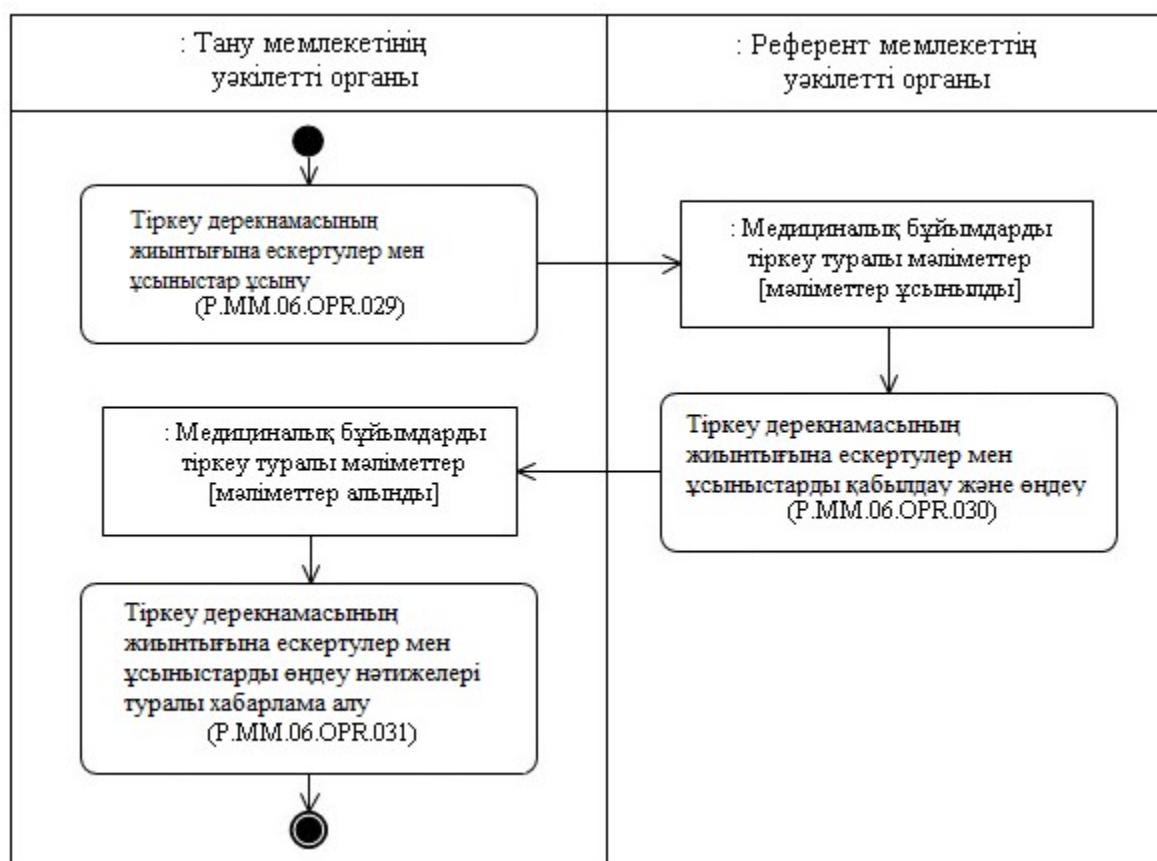 : Тану мемлекетінің
уәкілетті органы
: Референт мемлекеттің
уәкілетті органы
Тіркеу дерекнамасының
жиынтығына ескертулер мен
ұсыныстар ұсыну
(P.MM.06.OPR.029)
: Медициналық бұйымдарды
тіркеу туралы мәліметтер
[мәліметтер ұсынылды]
Тіркеу дерекнамасының
жиынтығына ескертулер мен
ұсыныстарды қабылдау және өңдеу
(P.MM.06.OPR.030)
: Медициналық бұйымдарды
тіркеу туралы мәліметтер
[мәліметтер алынды]
Тіркеу дерекнамасының
жиынтығына ескертулер мен
ұсыныстарды өңдеу нәтижелері
туралы хабарлама алу
(P.MM.06.OPR.031)